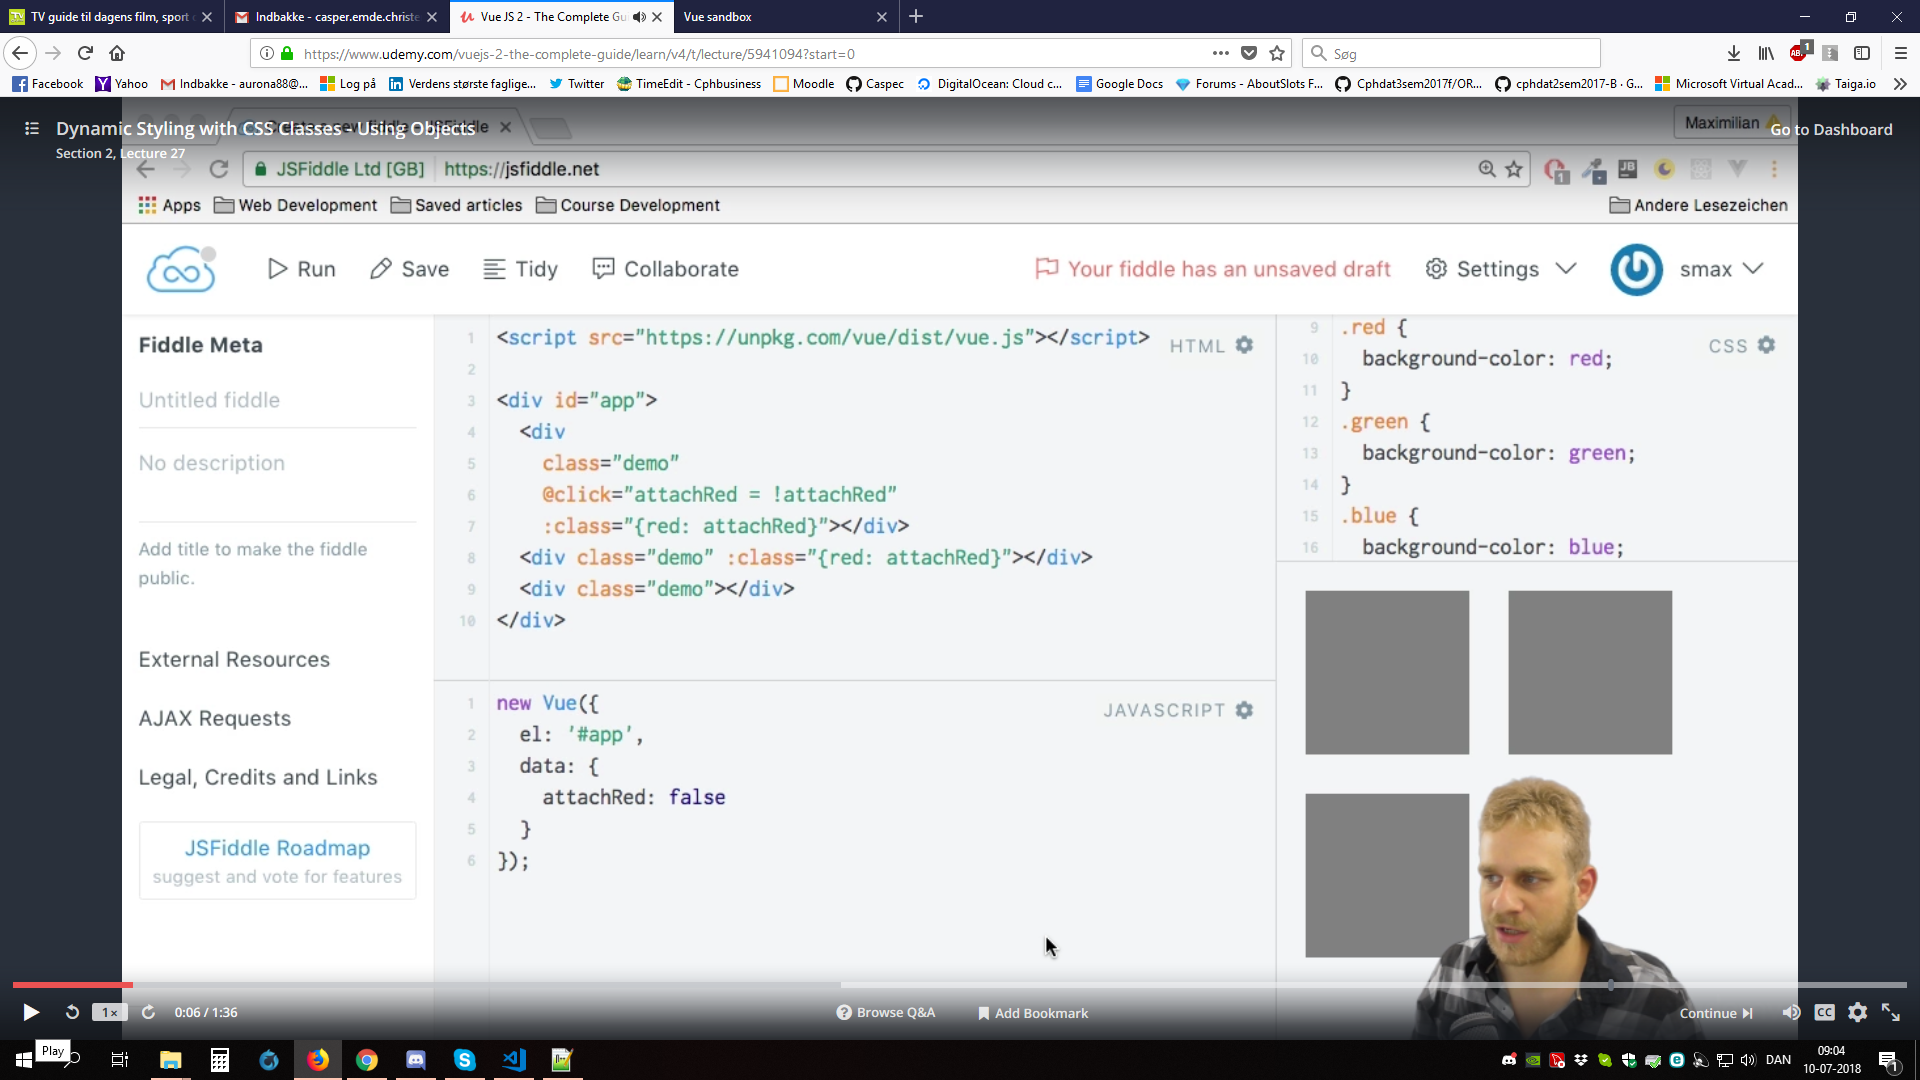 TV guide til dagens film, sport
Indbakke - casper.emde.christe
Vue JS 2 - The Complete Gu
Vue sandbox
https://www.udemy.com/vuejs-2-the-complete-guide/learn/v4/t/lecture/5941094?start=0
Søg
1
Facebook
Yahoo
Indbakke - aurona88@...
Log på
Verdens største faglige...
Twitter
TimeEdit - Cphbusiness
Moodle
Caspec
DigitalOcean: Cloud c...
Google Docs
Forums - AboutSlots F...
Cphdat3sem2017f/OR...
cphdat2sem2017-B · G...
Microsoft Virtual Acad...
Taiga.io
Dynamic Styling with CSS Classes - Using Objects
Section 2, Lecture 27
Maximilian
Go to Dashboard
JSFiddle Ltd [GB]
https://jsfiddle.net
Apps
Web Development
Saved articles
Course Development
Andere Lesezeichen
Run
Save
Tidy
Collaborate
Your fiddle has an unsaved draft
Settings
smax
Fiddle Meta
Untitled fiddle
No description
Add title to make the fiddle
public.
External Resources
AJAX Requests
Legal, Credits and Links
JSFiddle Roadmap
suggest and vote for features
HTML
1 <script src="https://unpkg.com/vue/dist/vue.js"></script>
2
3 <div id="app">
4 <div
5 class="demo"
6 @click="attachRed = !attachRed"
7 :class="{red: attachRed}"></div>
8 <div class="demo" :class="{red: attachRed}"></div>
9 <div class="demo"></div>
10 </div>
CSS
9 .red {
10 background-color: red;
11 }
12 .green {
13 background-color: green;
14 }
15 .blue {
16 background-color: blue;
JAVASCRIPT
1 new Vue({
2 el: '#app',
3 data: {
4 attachRed: false
5 }
6 });
1x
0:06 / 1:36
Browse Q&A
Add Bookmark
Continue
CC
Play
DAN
09:04
10-07-2018
1